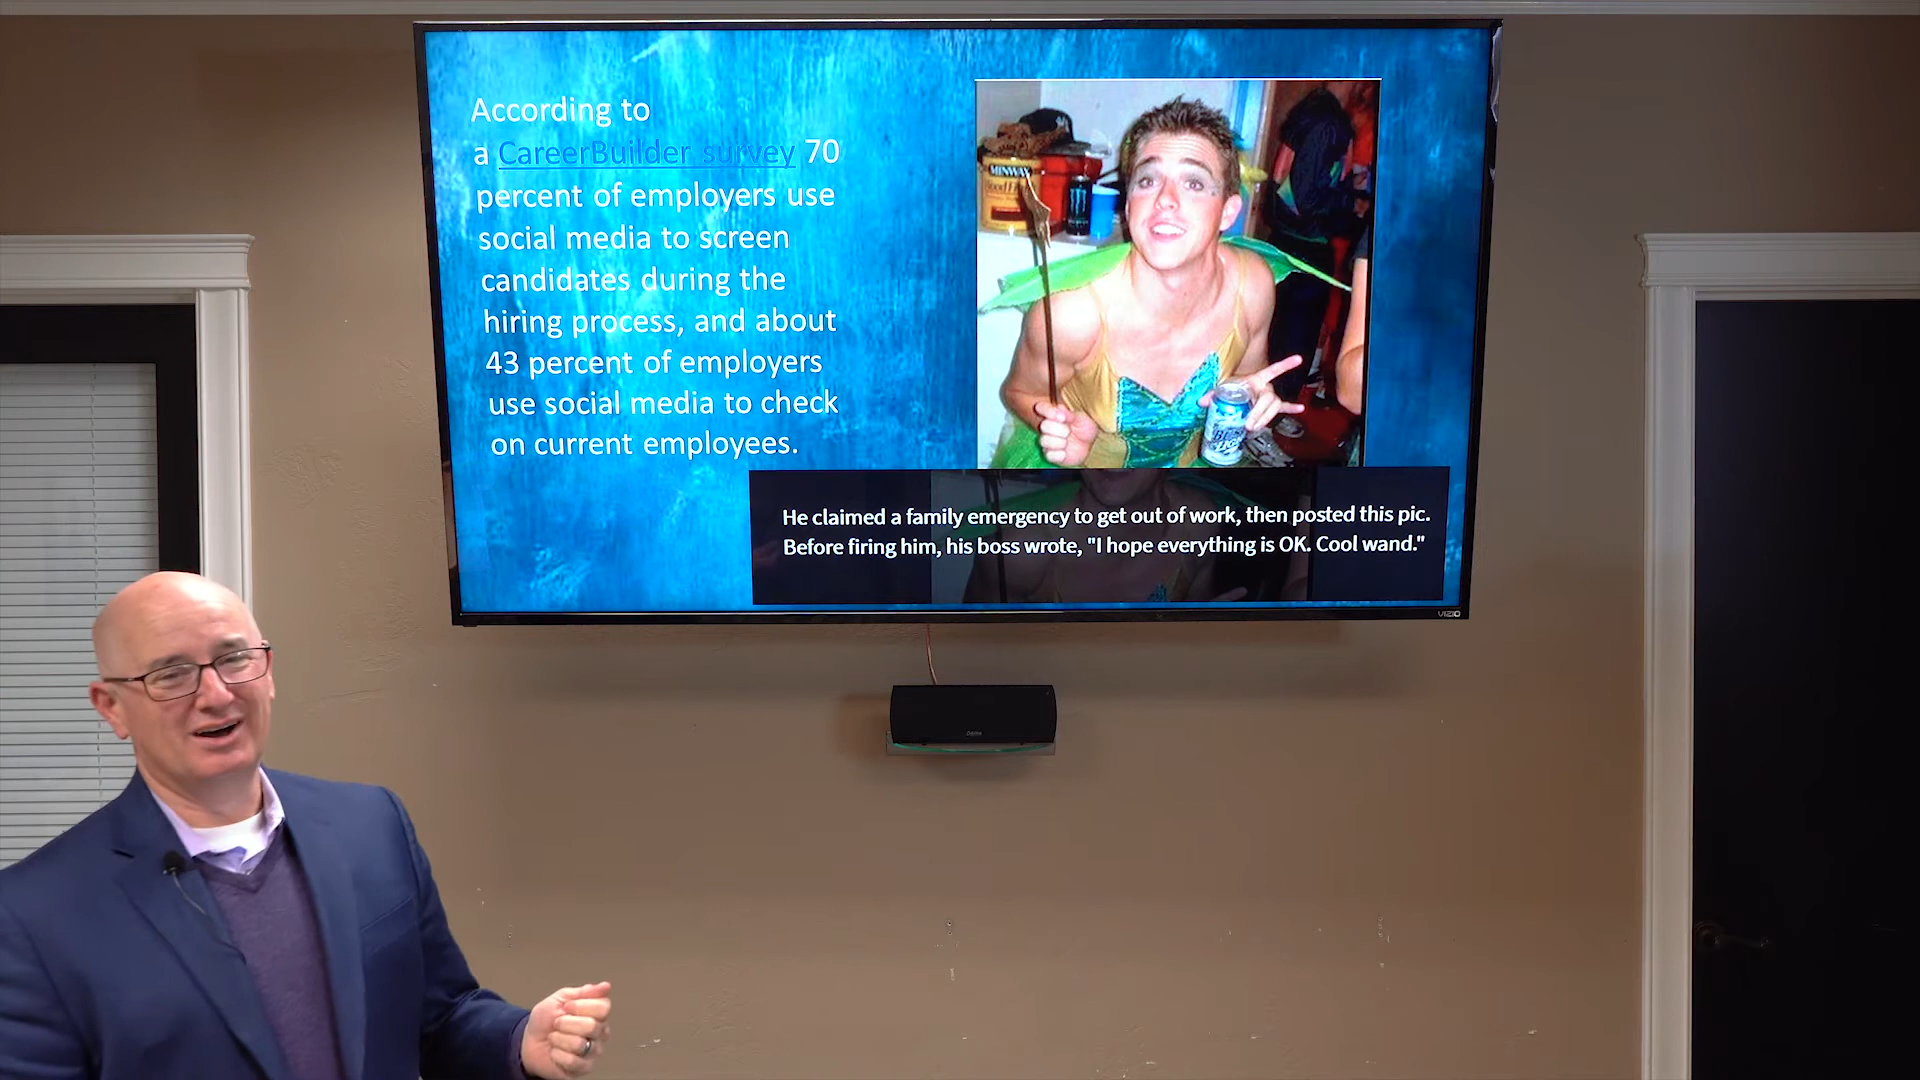 According to
a CareerBuilder survey 70
percent of employers use
social media to screen
candidates during the
hiring process, and about
43 percent of employers
use social media to check
on current employees.
MINWAX
He claimed a family emergency to get out of work, then posted this pic.
Before firing him, his boss wrote, "I hope everything is OK. Cool wand."
VIZIO